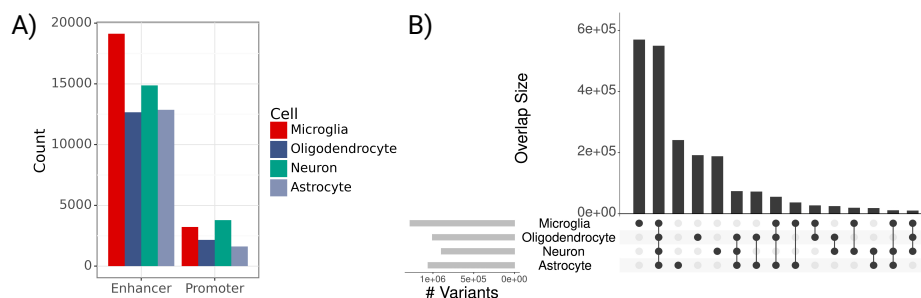 A)
20000
15000
10000
5000
0
Count
Enhancer
Promoter
Cell
Microglia
Oligodendrocyte
Neuron
Astrocyte
B)
6e+05
4e+05
2e+05
0e+00
Overlap Size
Microglia
Oligodendrocyte
Neuron
Astrocyte
1e+06
5e+05
0e+00
# Variants